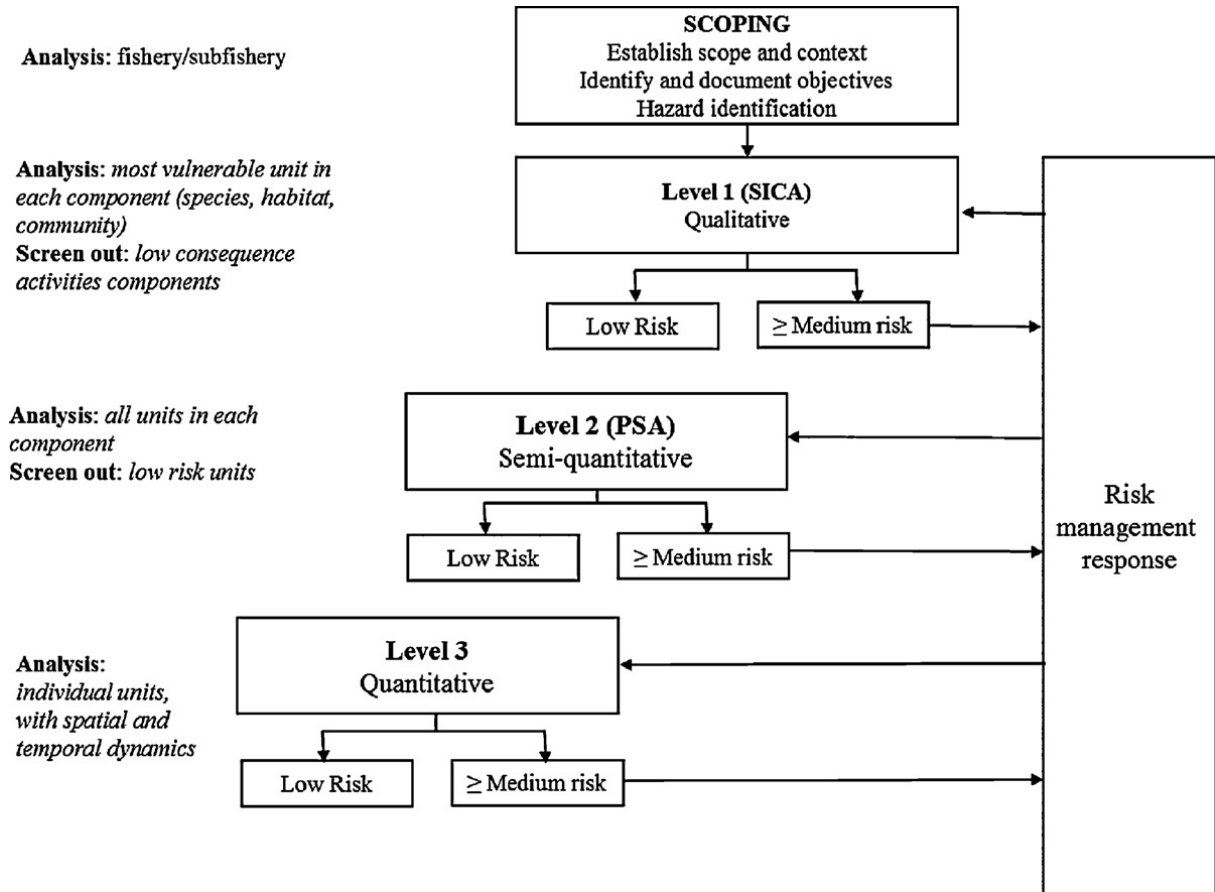 SCOPING
Establish scope and context
Identify and document objectives
Hazard identification
Analysis: fishery/subfishery
Analysis: most vulnerable unit in
each component (species, habitat,
community)
Screen out: low consequence
activities components
Level 1 (SICA)
Qualitative
Low Risk
≥ Medium risk
Analysis: all units in each
component
Screen out: low risk units
Level 2 (PSA)
Semi-quantitative
Low Risk
≥ Medium risk
Analysis:
individual units,
with spatial and
temporal dynamics
Level 3
Quantitative
Low Risk
≥ Medium risk
Risk
management
response